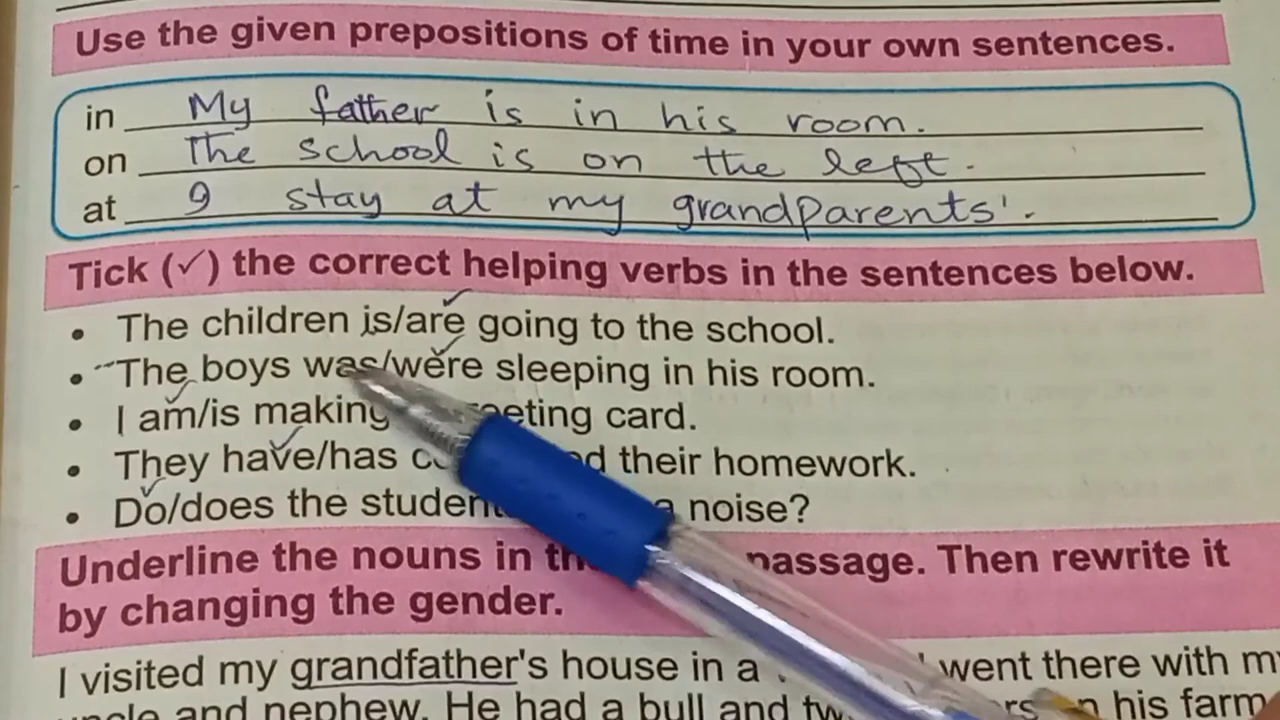 Use the given prepositions of time in your own sentences.
in My father is in his room.
on The school is on the left.
at I stay at my grandparents'.
Tick (✓) the correct helping verbs in the sentences below.
• The children is/are going to the school.
• The boys was/were sleeping in his room.
• I am/is making card.
• They have/has their homework.
• Do/does the noise?
Underline the nouns in passage. Then rewrite it
by changing the gender.
I visited my grandfather's house in a went there with
and nephew. He had a bull and his farm